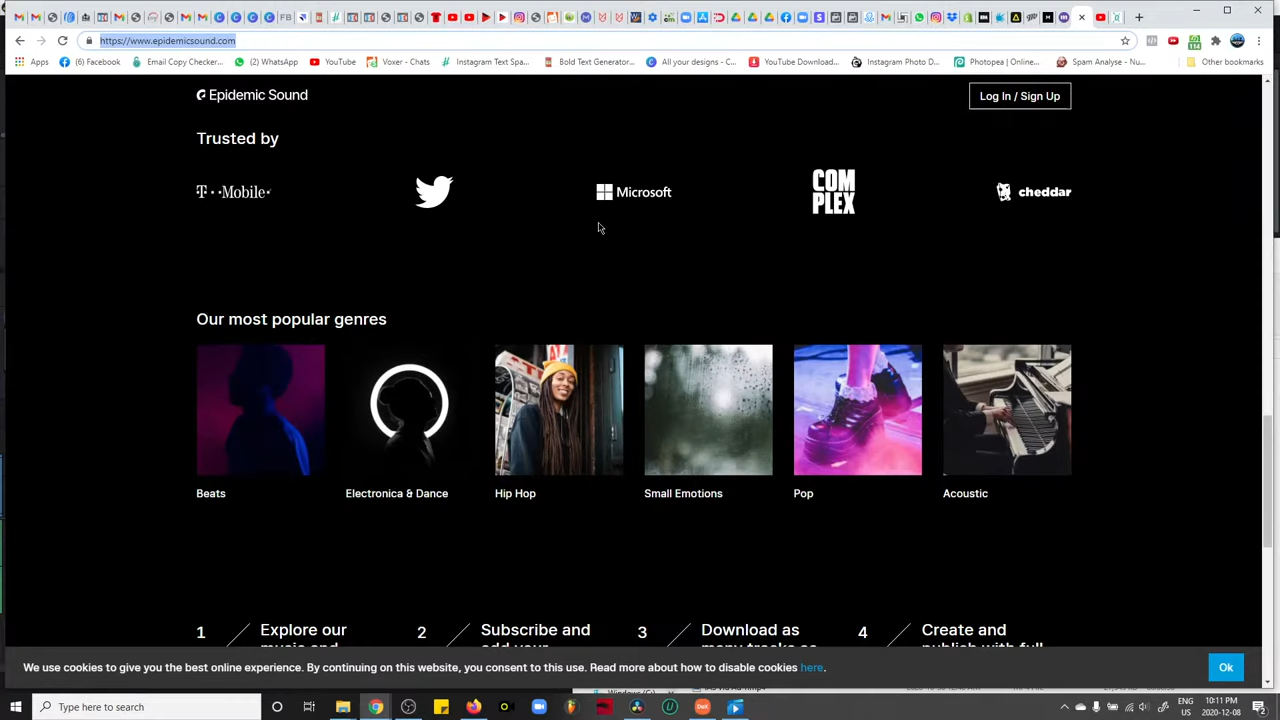 FB
https://www.epidemicsound.com
114
Apps
(6) Facebook
Email Copy Checker...
(2) WhatsApp
YouTube
Voxer - Chats
Instagram Text Spa...
Bold Text Generator...
All your designs - C...
YouTube Download...
Instagram Photo D...
Photopea | Online...
Spam Analyse - Nu...
Other bookmarks
Epidemic Sound
Log In / Sign Up
Trusted by
T··Mobile·
Microsoft
COM
PLEX
cheddar
Our most popular genres
Beats
Electronica & Dance
Hip Hop
Small Emotions
Pop
Acoustic
1
Explore our
2
Subscribe and
3
Download as
4
Create and
We use cookies to give you the best online experience. By continuing on this website, you consent to this use. Read more about how to disable cookies here.
Ok
Type here to search
ENG
US
10:11 PM
2020-12-08
2